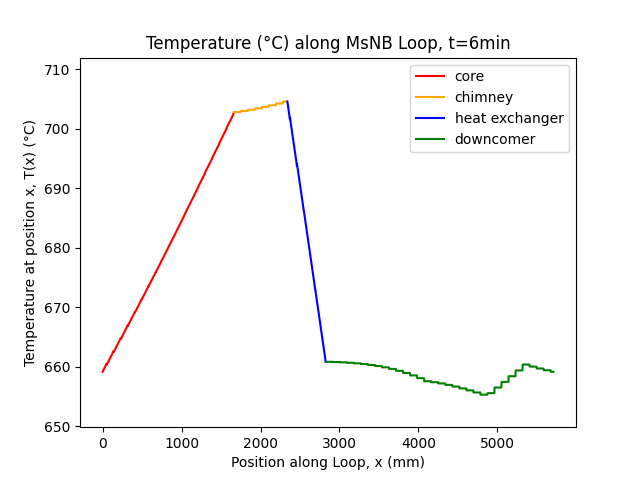 Temperature (°C) along MsNB Loop, t=6min
710
700
690
680
670
660
650
Temperature at position x, T(x) (°C)
core
chimney
heat exchanger
downcomer
0
1000
2000
3000
4000
5000
Position along Loop, x (mm)